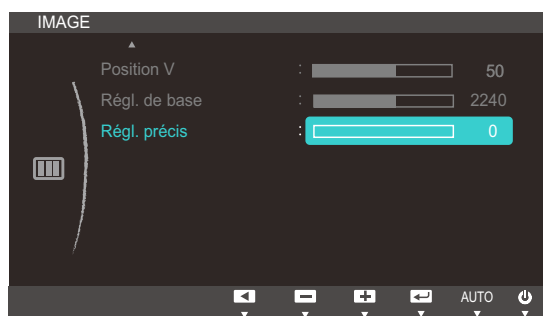 IMAGE
Position V : 50
Régl. de base : 2240
Régl. précis : 0
AUTO